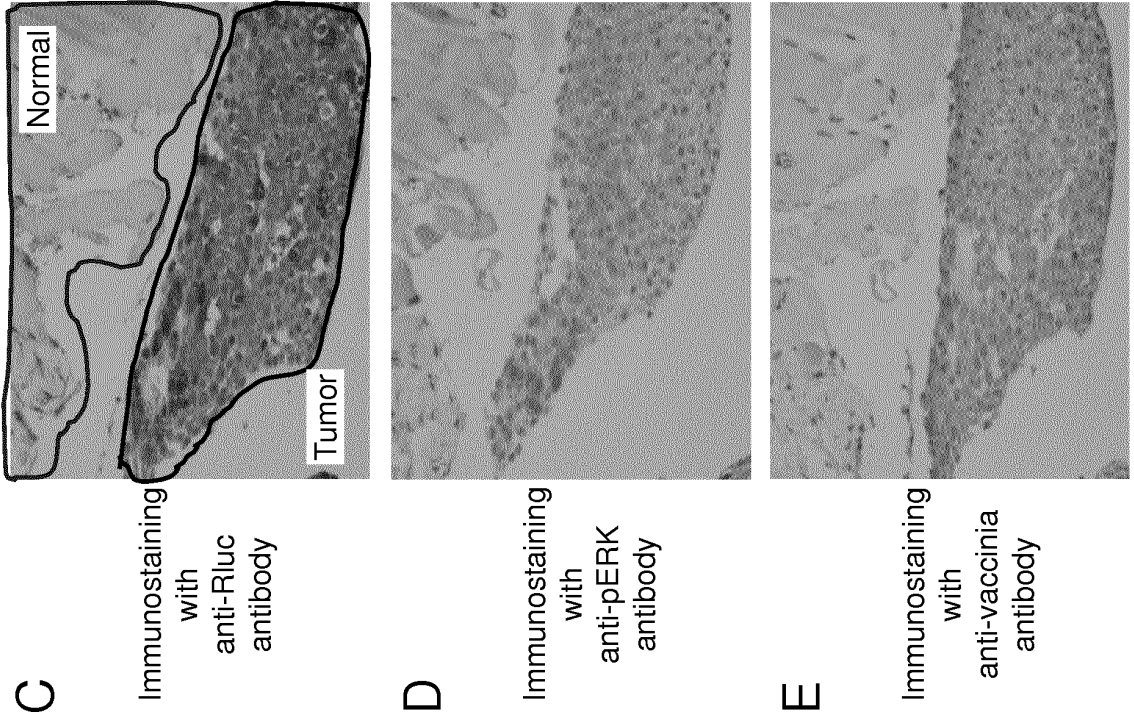 C
Immunostaining
with
anti-Rluc
antibody
Normal
Tumor
D
Immunostaining
with
anti-pERK
antibody
E
Immunostaining
with
anti-vaccinia
antibody